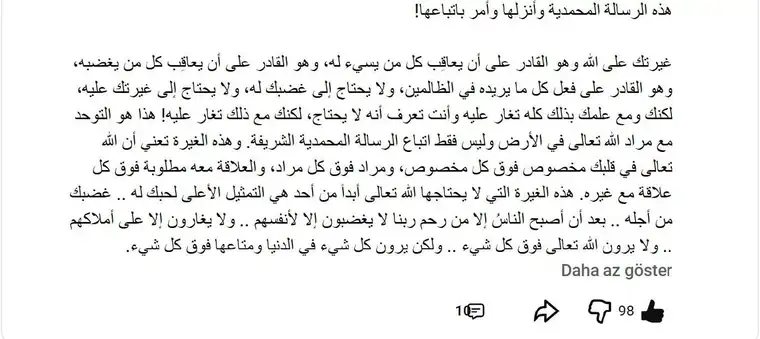 هذه الرسالة المحمدية وأنزلها وأمر باتباعها!
غيرتك على الله وهو القادر على أن يعاقِب كل من يسيء له، وهو القادر على أن يعاقِب كل من يغضبه،
وهو القادر على فعل كل ما يريده في الظالمين، ولا يحتاج إلى غضبك له، ولا يحتاج إلى غيرتك عليه،
لكنك ومع علمك بذلك كله تغار عليه وأنت تعرف أنه لا يحتاج، لكنك مع ذلك تغار عليه! هذا هو التوحد
مع مراد الله تعالى في الأرض وليس فقط اتباع الرسالة المحمدية الشريفة. وهذه الغيرة تعني أن الله
تعالى في قلبك مخصوص فوق كل مخصوص، ومراد فوق كل مراد، والعلاقة معه مطلوبة فوق كل
علاقة مع غيره. هذه الغيرة التي لا يحتاجها الله تعالى أبداً من أحد هي التمثيل الأعلى لحبك له .. غضبك
من أجله .. بعد أن أصبح الناسُ إلا من رحم ربنا لا يغضبون إلا لأنفسهم .. ولا يغارون إلا على أملاكهم
.. ولا يرون الله تعالى فوق كل شيء .. ولكن يرون كل شيء في الدنيا ومتاعها فوق كل شيء.
Daha az göster
98 10